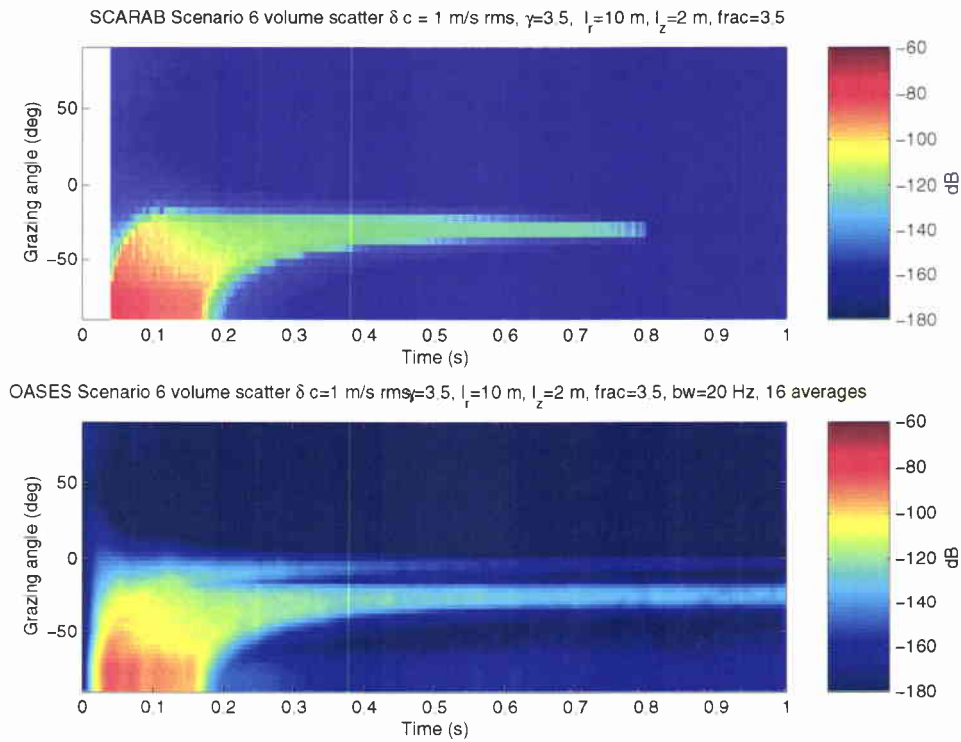 SCARAB Scenario 6 volume scatter δ c = 1 m/s rms, γ=3.5, l_r=10 m, l_z=2 m, frac=3.5
Grazing angle (deg)
50
0
−50
0 0.1 0.2 0.3 0.4 0.5 0.6 0.7 0.8 0.9 1
Time (s)
−60
−80
−100
−120
−140
−160
−180
dB
OASES Scenario 6 volume scatter δ c=1 m/s rms,γ=3.5, l_r=10 m, l_z=2 m, frac=3.5, bw=20 Hz, 16 averages
Grazing angle (deg)
50
0
−50
0 0.1 0.2 0.3 0.4 0.5 0.6 0.7 0.8 0.9 1
Time (s)
−60
−80
−100
−120
−140
−160
−180
dB